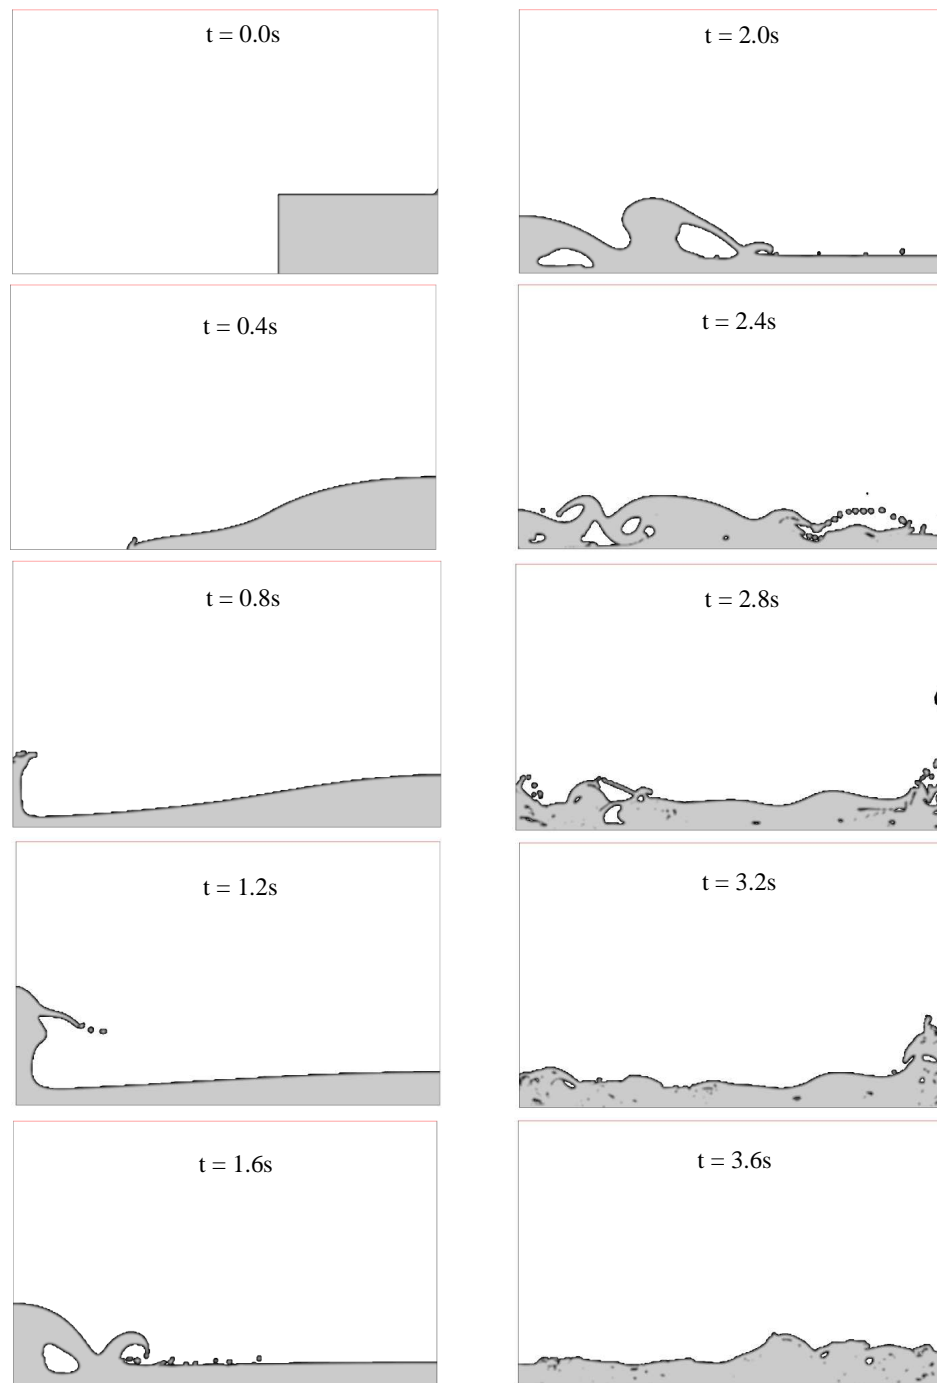 t = 0.0s
t = 0.4s
t = 0.8s
t = 1.2s
t = 1.6s
t = 2.0s
t = 2.4s
t = 2.8s
t = 3.2s
t = 3.6s